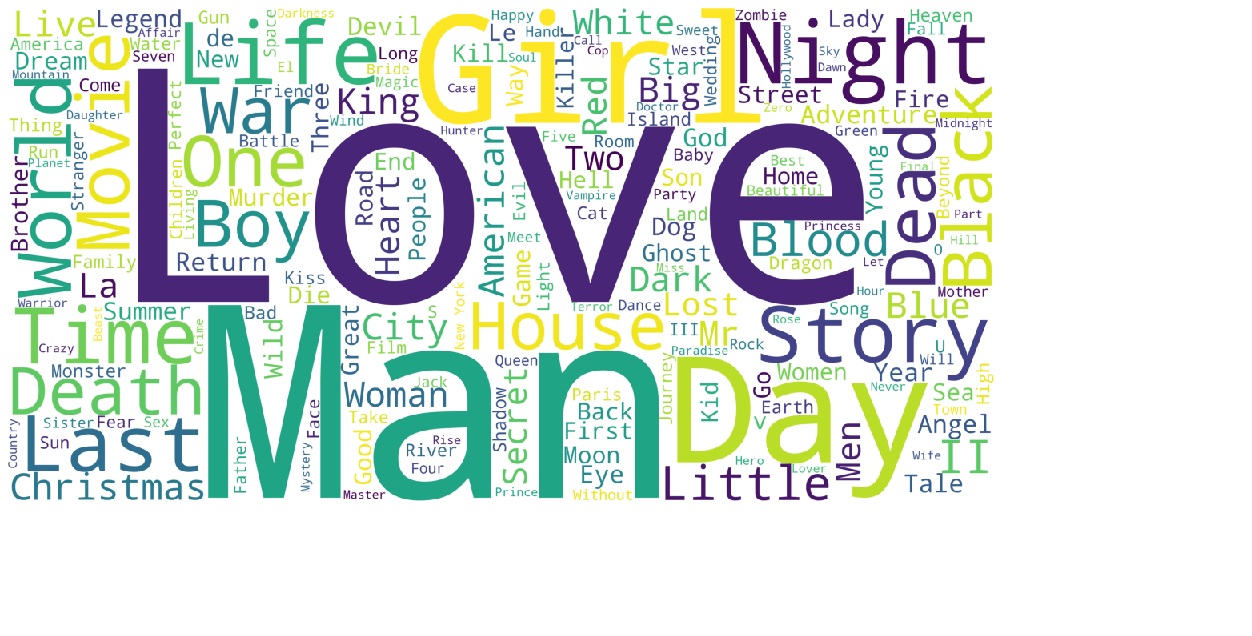 Live
Legend
Gun
Darkness
Devil
Happy
White
Zombie
Lady
Heaven
America
Affair
de
Space
Life
Long
Girl
Le
Hand
Sweet
Night
Fall
Dream
Water
Seven
New
El
Bride
Magic
Kill
Soul
Killer
Call
Cop
West
Wedding
Hollywood
Sky
Dawn
Mountain
Come
Movie
Friend
War
Three
King
Case
Way
Red
Star
Big
Doctor
Street
Fire
World
Daughter
Perfect
Children
Battle
Wind
Hunter
Island
Zero
Adventure
Green
Midnight
Thing
Run
Planet
Stranger
One
Love
End
American
Five
Room
God
Two
Baby
Best
Home
Young
Dead
Final
Black
Brother
Living
Murder
Road
Heart
People
Evil
Hell
Vampire
Son
Party
Beautiful
Beyond
Part
Boy
Cat
Land
Dog
Princess
Blood
Hill
O
Family
Return
Meet
Ghost
Miss
Dark
Dragon
Let
La
Kiss
Die
Game
Light
Hour
Mother
Warrior
Summer
Bad
New York
Terror
Dance
Lost
Song
Blue
Time
Beast
Crime
Man
Wild
Great
City
S
Film
House
III
Mr
Rock
Rose
Story
U
Will
Crazy
Monster
Queen
Paradise
Journey
Day
Go
Women
Year
Never
High
Death
Woman
Jack
Secret
Paris
Kid
Earth
Sea
Town
Country
Sister
Fear
Sex
Face
Take
Shadow
Back
First
V
Men
Angel
Last
Sun
Father
Mystery
Good
Rise
River
Four
Moon
Eye
Hero
Lover
Wife
II
Christmas
Master
Prince
Without
Little
Tale